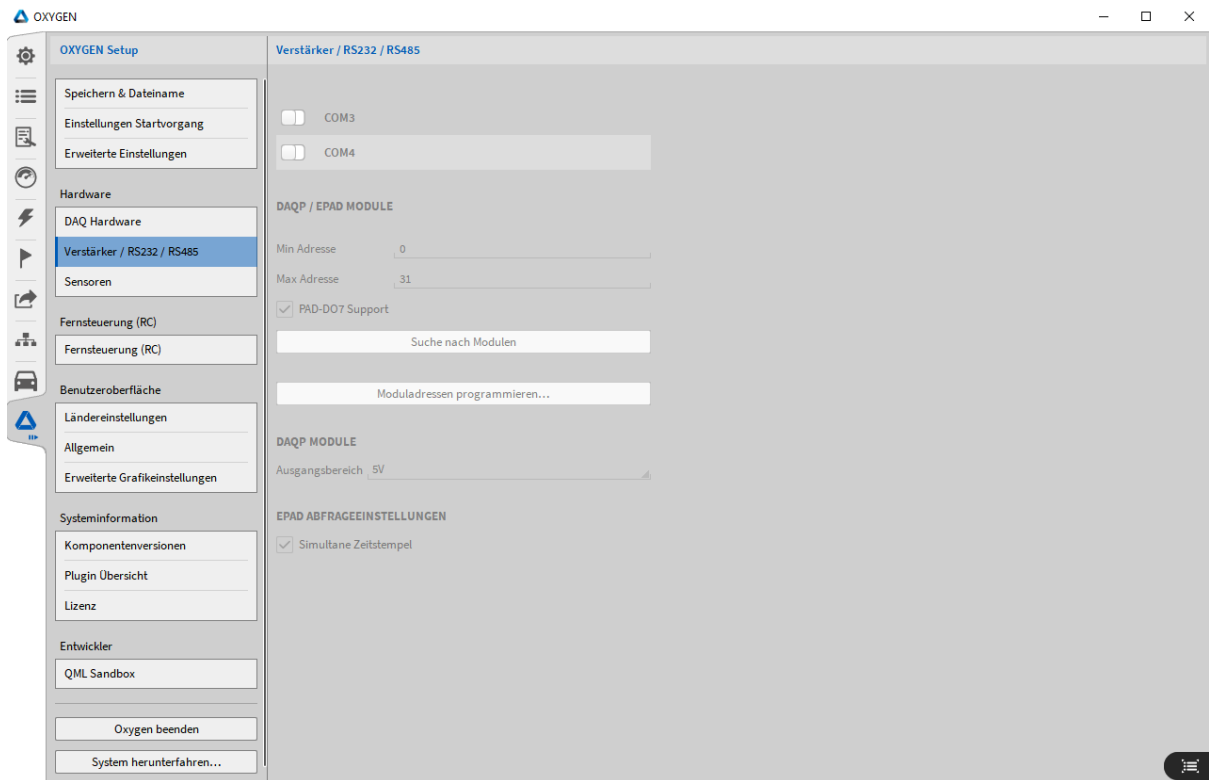 OXYGEN
OXYGEN Setup
Verstärker / RS232 / RS485
Speichern & Dateiname
Einstellungen Startvorgang
Erweiterte Einstellungen
Hardware
DAQ Hardware
Verstärker / RS232 / RS485
Sensoren
Fernsteuerung (RC)
Fernsteuerung (RC)
Benutzeroberfläche
Ländereinstellungen
Allgemein
Erweiterte Grafikeinstellungen
Systeminformation
Komponentenversionen
Plugin Übersicht
Lizenz
Entwickler
QML Sandbox
Oxygen beenden
System herunterfahren...
COM3
COM4
DAQP / EPAD MODULE
Min Adresse 0
Max Adresse 31
PAD-DO7 Support
Suche nach Modulen
Moduladressen programmieren...
DAQP MODULE
Ausgangsbereich 5V
EPAD ABFRAGEEINSTELLUNGEN
Simultane Zeitstempel